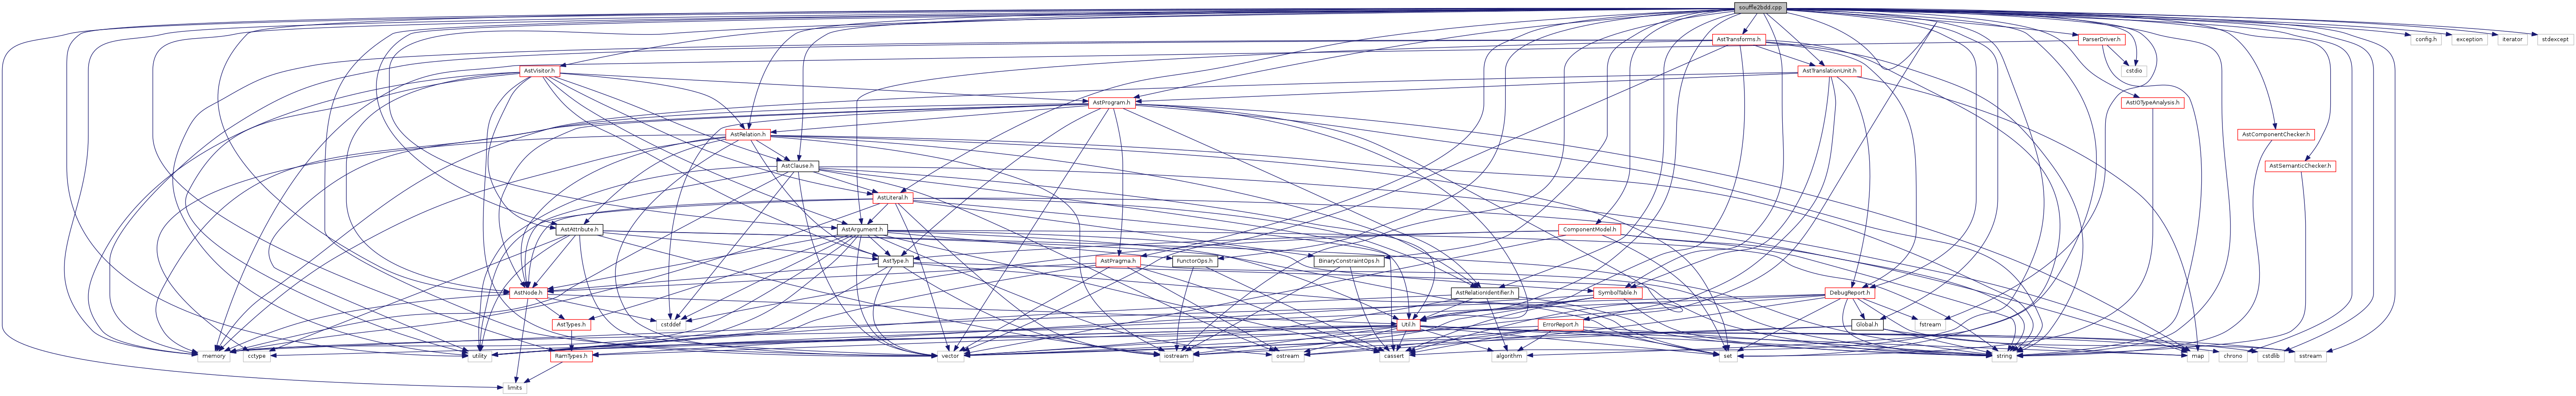 souffle2bdd.cpp
AstTransforms.h
ParserDriver.h
config.h
exception
iterator
stdexcept
AstVisitor.h
AstTranslationUnit.h
cstdio
AstProgram.h
AstIOTypeAnalysis.h
AstRelation.h
AstComponentChecker.h
AstClause.h
AstSemanticChecker.h
AstLiteral.h
AstAttribute.h
AstArgument.h
ComponentModel.h
AstType.h
AstPragma.h
FunctorOps.h
BinaryConstraintOps.h
AstNode.h
AstRelationIdentifier.h
SymbolTable.h
DebugReport.h
AstTypes.h
cstddef
Util.h
ErrorReport.h
Global.h
fstream
memory
cctype
utility
RamTypes.h
vector
iostream
ostream
cassert
algorithm
set
string
map
chrono
cstdlib
sstream
limits